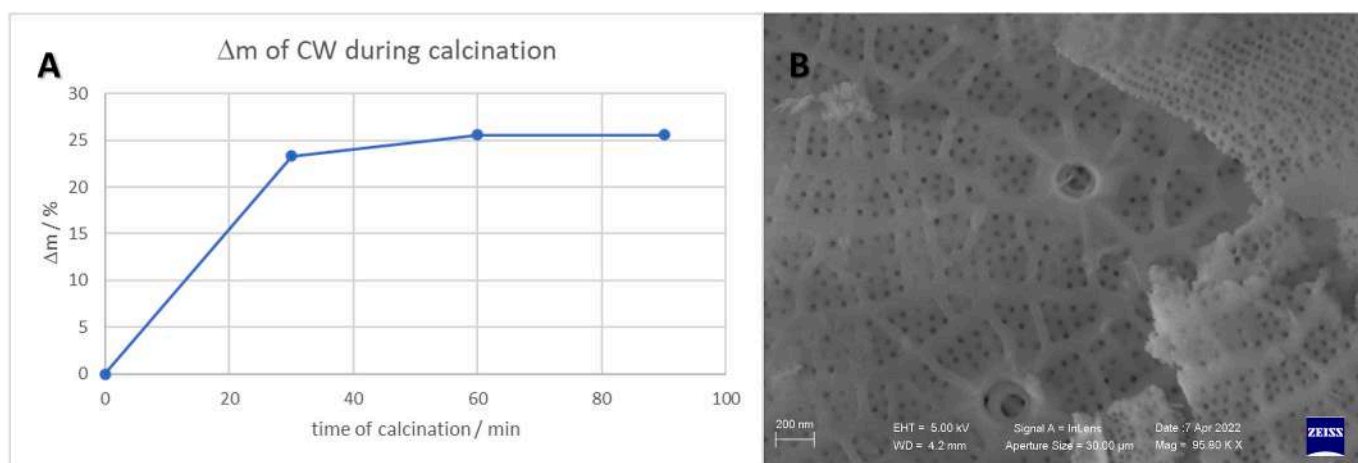 A
Δm of CW during calcination
Δm / %
30
25
20
15
10
5
0
0 20 40 60 80 100
time of calcination / min
B
200 nm
EHT = 5.00 kV Signal A = InLens Date :7 Apr 2022
WD = 4.2 mm Aperture Size = 30.00 µm Mag = 95.80 K X
ZEISS